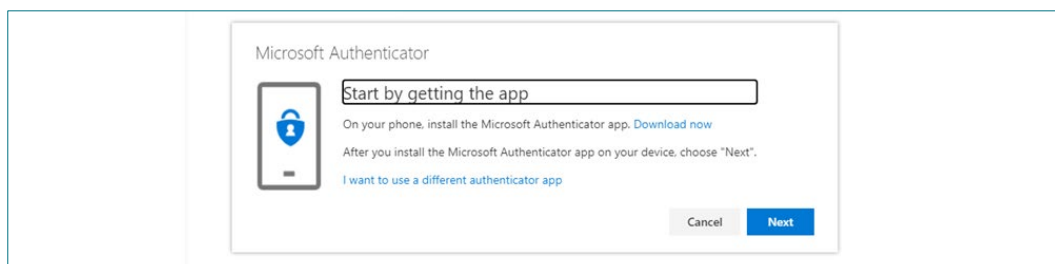 Microsoft Authenticator
Start by getting the app
On your phone, install the Microsoft Authenticator app. Download now
After you install the Microsoft Authenticator app on your device, choose "Next".
I want to use a different authenticator app
Cancel Next